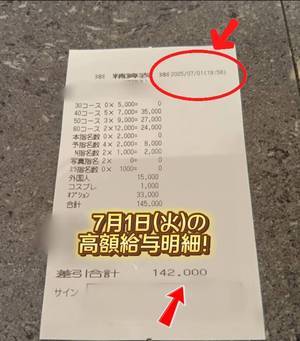 精算 2025/07/01(18:58)
30コース 0× 5,000= 0
40コース 5× 7,000= 35,000
50コース 3× 9,000= 27,000
60コース 2×12,000= 24,000
本指名数 0× 2,000= 0
予指名数 4× 2,000= 8,000
N指名数 2× 1,000= 2,000
写真指名 2× 0= 0
ミラ指名数 0× 1000= 0
外国人 15,000
コスプレ 1,000
オプション 33,000
合計 145,000
7月1日(火)の
高額給与明細!
差引合計 142,000
サイン